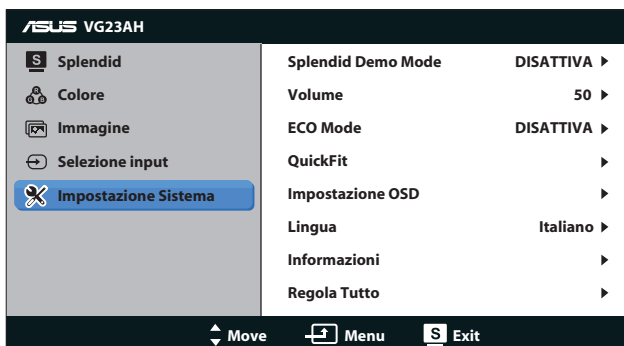 ASUS VG23AH
S Splendid
Colore
Immagine
Selezione input
Impostazione Sistema
Splendid Demo Mode DISATTIVA
Volume 50
ECO Mode DISATTIVA
QuickFit
Impostazione OSD
Lingua Italiano
Informazioni
Regola Tutto
Move Menu S Exit